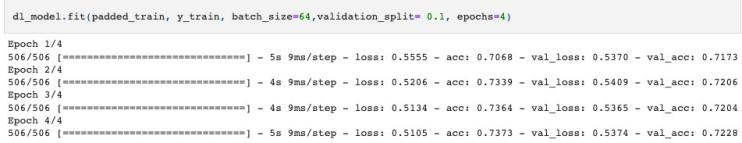 dl_model.fit(padded_train, y_train, batch_size=64,validation_split= 0.1, epochs=4)
Epoch 1/4
506/506 [==============================] - 5s 9ms/step - loss: 0.5555 - acc: 0.7068 - val_loss: 0.5370 - val_acc: 0.7173
Epoch 2/4
506/506 [==============================] - 4s 9ms/step - loss: 0.5206 - acc: 0.7339 - val_loss: 0.5409 - val_acc: 0.7206
Epoch 3/4
506/506 [==============================] - 4s 9ms/step - loss: 0.5134 - acc: 0.7364 - val_loss: 0.5365 - val_acc: 0.7204
Epoch 4/4
506/506 [==============================] - 5s 9ms/step - loss: 0.5105 - acc: 0.7373 - val_loss: 0.5374 - val_acc: 0.7228